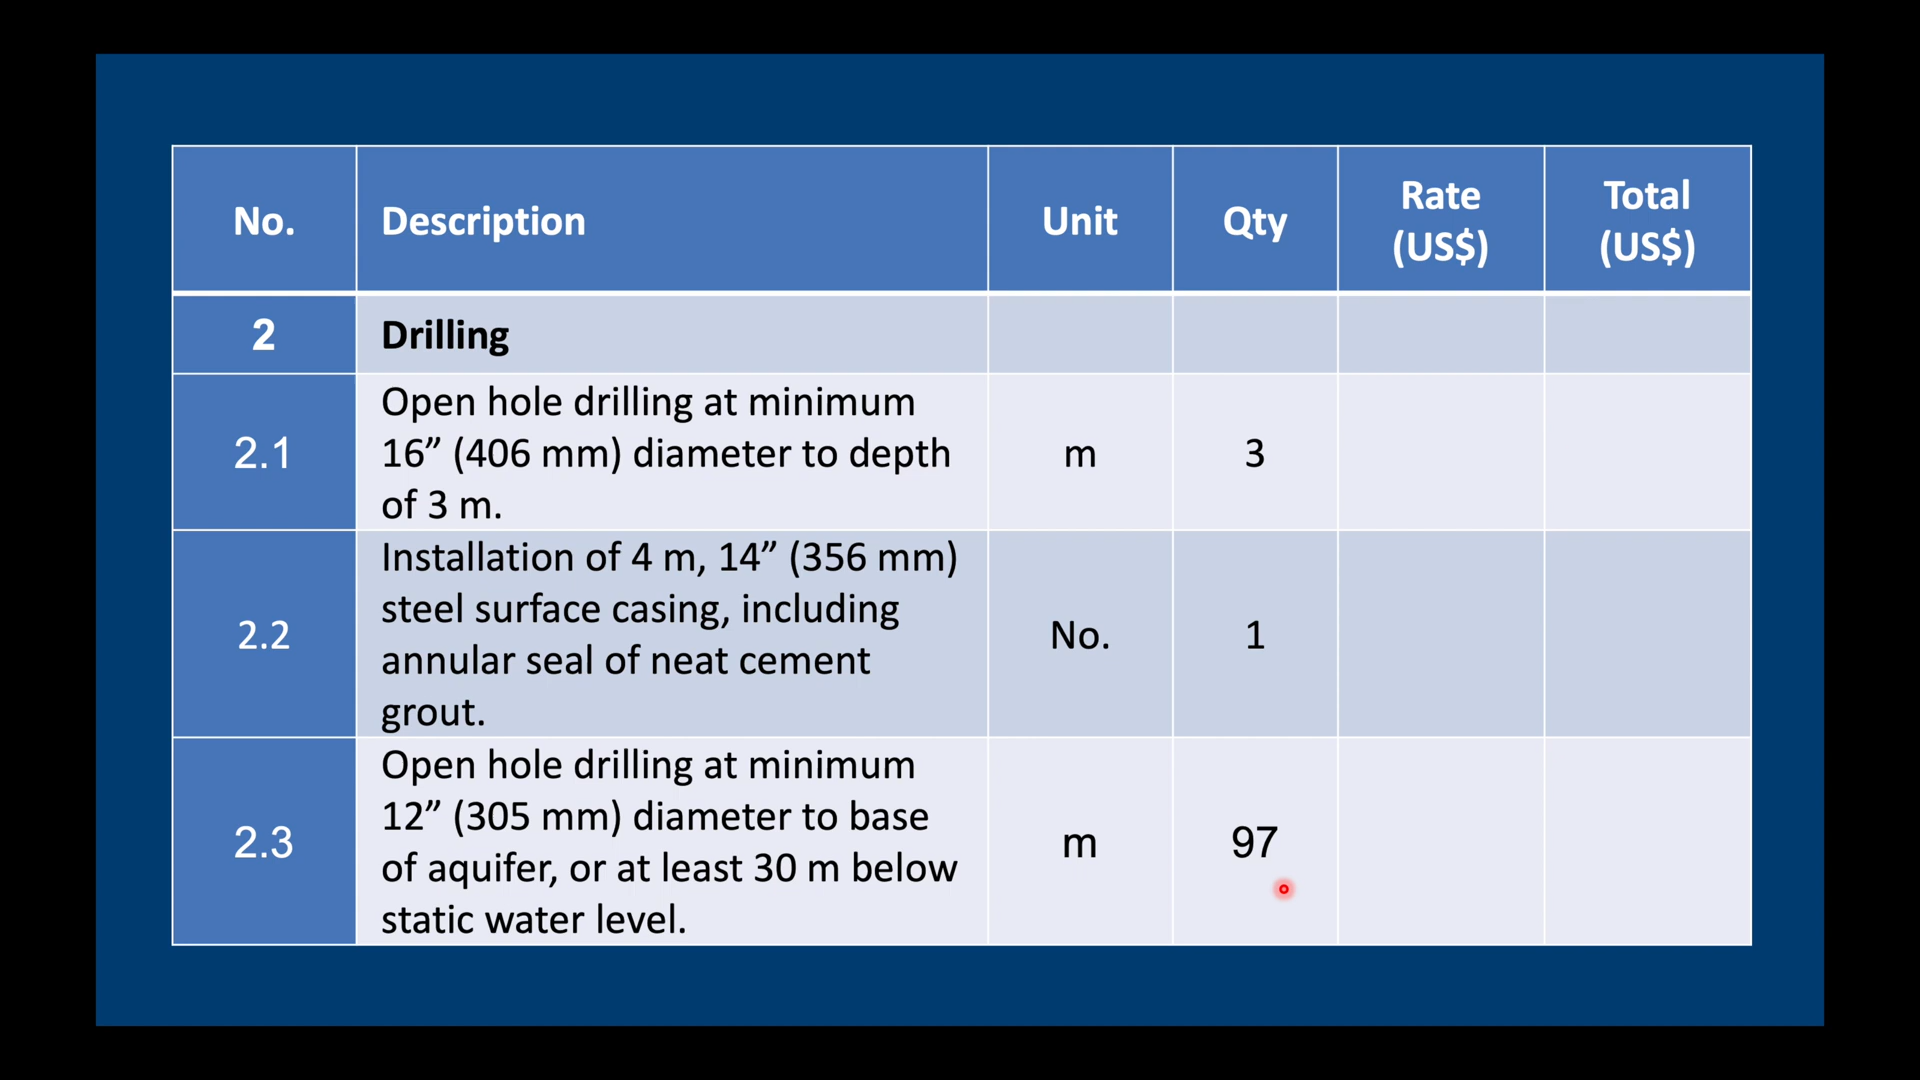 No. Description Unit Qty Rate (US$) Total (US$)
2 Drilling
2.1 Open hole drilling at minimum
16” (406 mm) diameter to depth
of 3 m.
m 3
2.2 Installation of 4 m, 14” (356 mm)
steel surface casing, including
annular seal of neat cement
grout.
No. 1
2.3 Open hole drilling at minimum
12” (305 mm) diameter to base
of aquifer, or at least 30 m below
static water level.
m 97